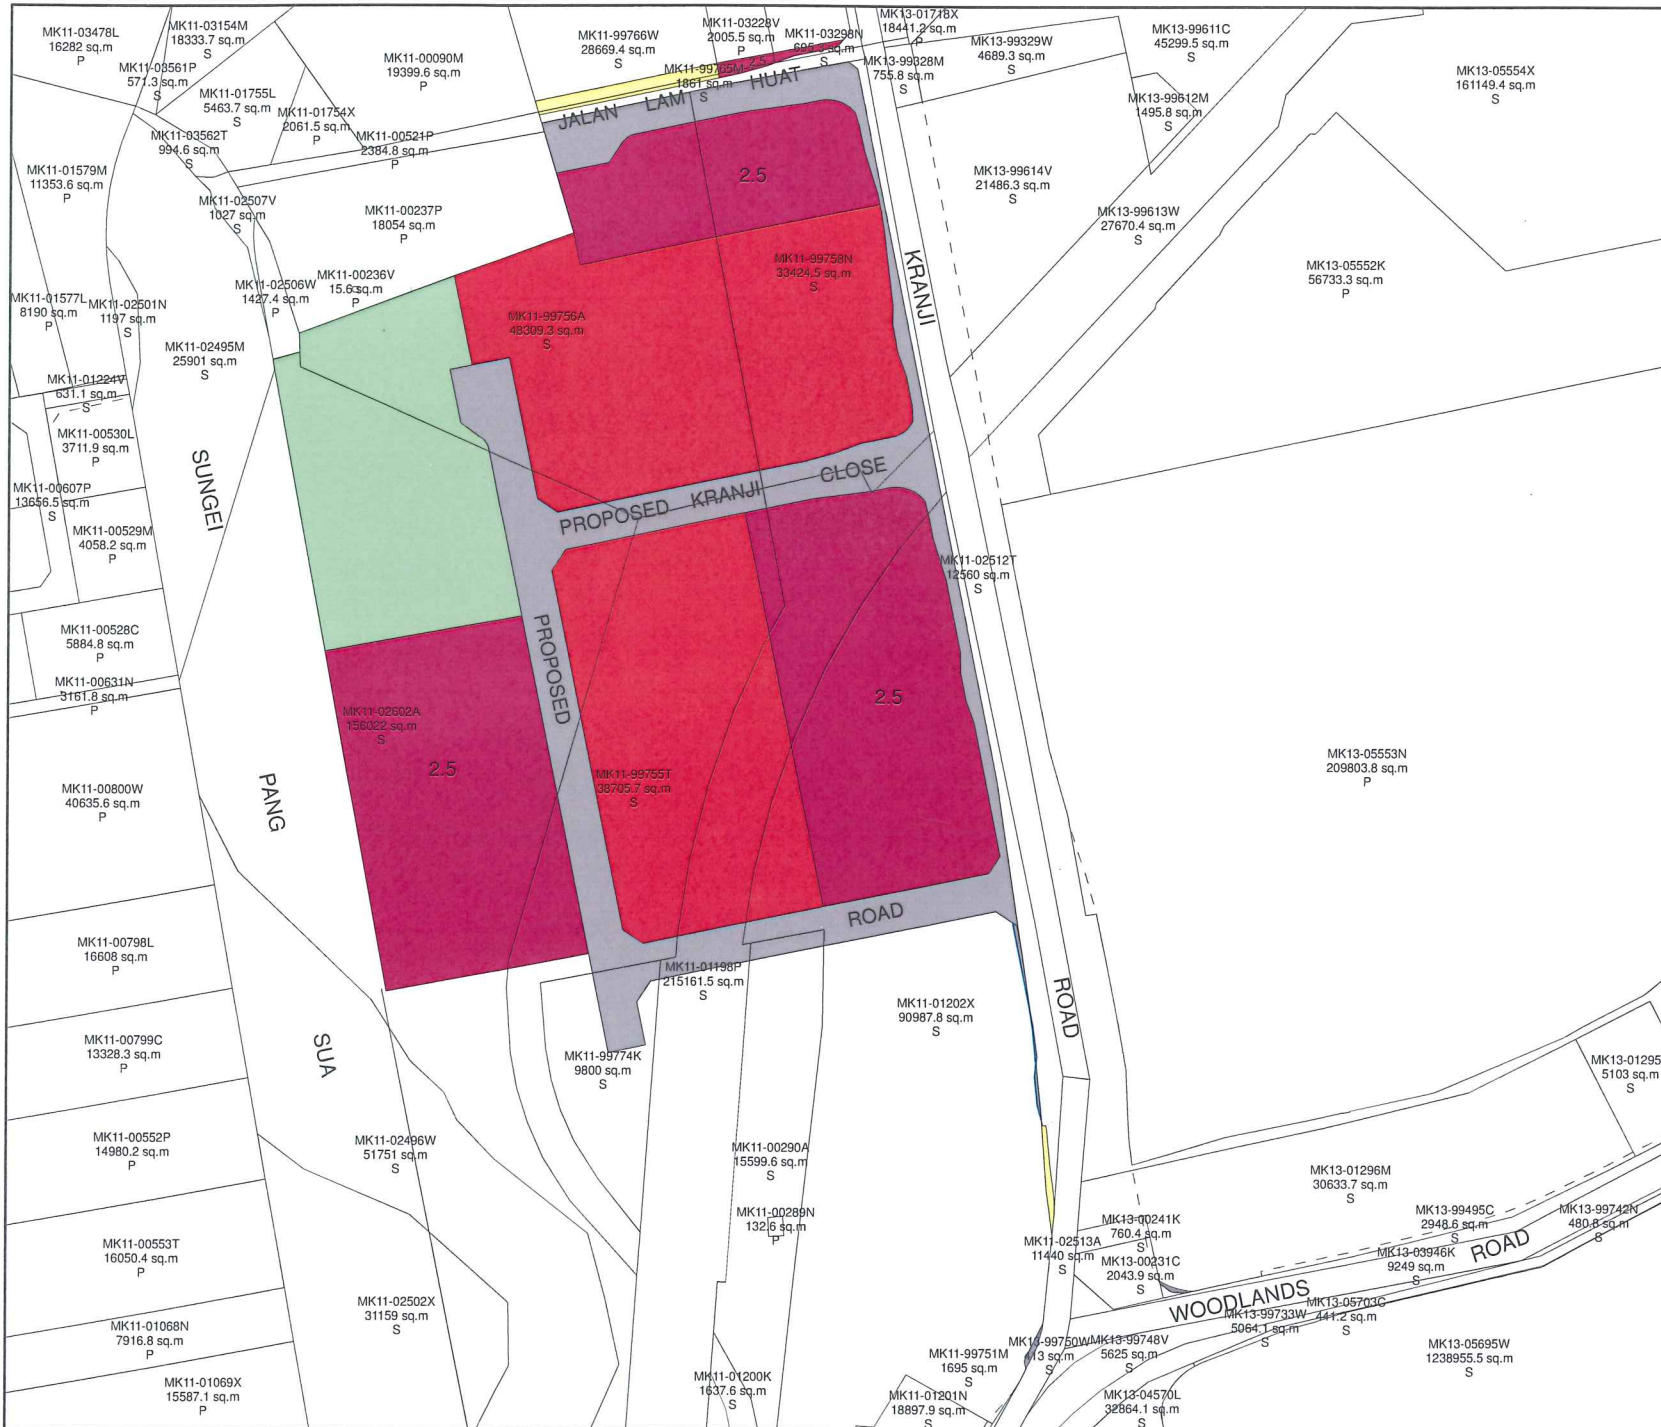 MK11-03478L
16282 sq.m
P
MK11-03154M
18333.7 sq.m
S
MK11-03561P
571.3 sq.m
S
MK11-01755L
5463.7 sq.m
S
MK11-01754X
2061.5 sq.m
P
MK11-00090M
19399.6 sq.m
P
MK11-99766W
28669.4 sq.m
S
MK11-03228V
2005.5 sq.m
P
MK11-03298N
S
2.5
MK11-99765M
1861 sq.m
S
MK13-01718X
18441.2 sq.m
P
MK13-99328M
755.8 sq.m
S
MK13-99329W
4689.3 sq.m
S
MK13-99611C
45299.5 sq.m
S
MK13-99612M
1495.8 sq.m
S
MK13-05554X
161149.4 sq.m
S
MK11-03562T
994.6 sq.m
S
MK11-00521P
2384.8 sq.m
P
JALAN LAM HUAT
MK11-01579M
11353.6 sq.m
P
MK11-02507V
1027 sq.m
S
MK11-00237P
18054 sq.m
P
2.5
MK13-99614V
21486.3 sq.m
S
MK13-99613W
27670.4 sq.m
S
MK13-05552K
56733.3 sq.m
P
MK11-01577L
8190 sq.m
P
MK11-02501N
1197 sq.m
S
MK11-02506W
1427.4 sq.m
P
MK11-00236V
15.6 sq.m
P
MK11-99756A
48309.3 sq.m
S
MK11-99758N
33424.5 sq.m
S
KRANJI
MK11-02495M
25901 sq.m
S
MK11-01224V
631.1 sq.m
S
MK11-00530L
3711.9 sq.m
P
MK11-00607P
13656.5 sq.m
S
MK11-00529M
4058.2 sq.m
P
SUNGEI
PROPOSED KRANJI CLOSE
MK11-02512T
12560 sq.m
S
MK11-00528C
5884.8 sq.m
P
MK11-00631N
3161.8 sq.m
P
PROPOSED
MK11-02602A
156022 sq.m
S
2.5
2.5
MK11-99755T
38705.7 sq.m
S
MK13-05553N
209803.8 sq.m
P
MK11-00800W
40635.6 sq.m
P
PANG
ROAD
MK11-00798L
16608 sq.m
P
MK11-01198P
215161.5 sq.m
S
MK11-01202X
90987.8 sq.m
S
ROAD
MK11-00799C
13328.3 sq.m
P
SUA
MK11-99774K
9800 sq.m
S
MK13-01295
5103 sq.m
S
MK11-00552P
14980.2 sq.m
P
MK11-02496W
51751 sq.m
S
MK11-00290A
15599.6 sq.m
S
MK11-00289N
132.6 sq.m
P
MK13-01296M
30633.7 sq.m
S
MK13-00241K
760.4 sq.m
S
MK11-02513A
11440 sq.m
S
MK13-00231C
2043.9 sq.m
S
MK13-99495C
2948.6 sq.m
S
MK13-99742N
480.8 sq.m
S
MK13-03946K
9249 sq.m
S
WOODLANDS ROAD
MK11-00553T
16050.4 sq.m
P
MK11-02502X
31159 sq.m
S
MK13-99733W
5064.1 sq.m
S
MK13-05703C
441.2 sq.m
S
MK11-01068N
7916.8 sq.m
P
MK13-99750W
S
MK13-99748V
5625 sq.m
S
MK11-99751M
1695 sq.m
S
MK13-05695W
1238955.5 sq.m
S
MK11-01069X
15587.1 sq.m
P
MK11-01200K
1637.6 sq.m
S
MK11-01201N
18897.9 sq.m
S
MK13-04570L
32864.1 sq.m
S